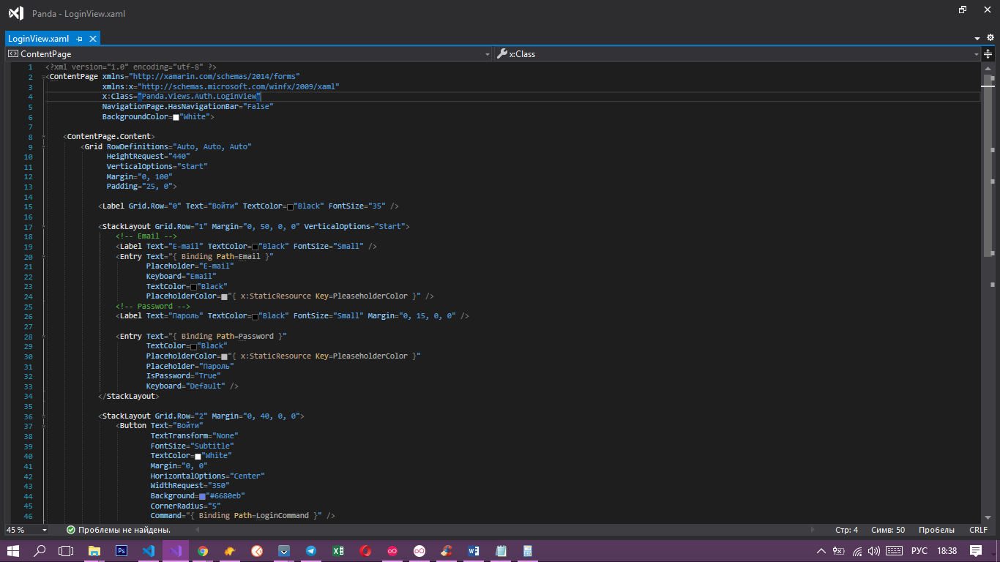 Panda - LoginView.xaml
LoginView.xaml
ContentPage
x:Class
1 <?xml version="1.0" encoding="utf-8" ?>
2 <ContentPage xmlns="http://xamarin.com/schemas/2014/forms"
3 xmlns:x="http://schemas.microsoft.com/winfx/2009/xaml"
4 x:Class="Panda.Views.Auth.LoginView"
5 NavigationPage.HasNavigationBar="False"
6 BackgroundColor="White">
7
8 <ContentPage.Content>
9 <Grid RowDefinitions="Auto, Auto, Auto"
10 HeightRequest="440"
11 VerticalOptions="Start"
12 Margin="0, 100"
13 Padding="25, 0">
14
15 <Label Grid.Row="0" Text="Войти" TextColor="Black" FontSize="35" />
16
17 <StackLayout Grid.Row="1" Margin="0, 50, 0, 0" VerticalOptions="Start">
18 <!-- Email -->
19 <Label Text="E-mail" TextColor="Black" FontSize="Small" />
20 <Entry Text="{ Binding Path=Email }"
21 Placeholder="E-mail"
22 Keyboard="Email"
23 TextColor="Black"
24 PlaceholderColor="{ x:StaticResource Key=PleaseholderColor }" />
25 <!-- Password -->
26 <Label Text="Пароль" TextColor="Black" FontSize="Small" Margin="0, 15, 0, 0" />
27
28 <Entry Text="{ Binding Path=Password }"
29 TextColor="Black"
30 PlaceholderColor="{ x:StaticResource Key=PleaseholderColor }"
31 Placeholder="Пароль"
32 IsPassword="True"
33 Keyboard="Default" />
34 </StackLayout>
35
36 <StackLayout Grid.Row="2" Margin="0, 40, 0, 0">
37 <Button Text="Войти"
38 TextTransform="None"
39 FontSize="Subtitle"
40 TextColor="White"
41 Margin="0, 0"
42 HorizontalOptions="Center"
43 WidthRequest="350"
44 Background="#6680eb"
45 CornerRadius="5"
46 Command="{ Binding Path=LoginCommand }" />
45 % Проблемы не найдены. Стр: 4 Симв: 50 Пробелы CRLF
Ps РУС 18:38